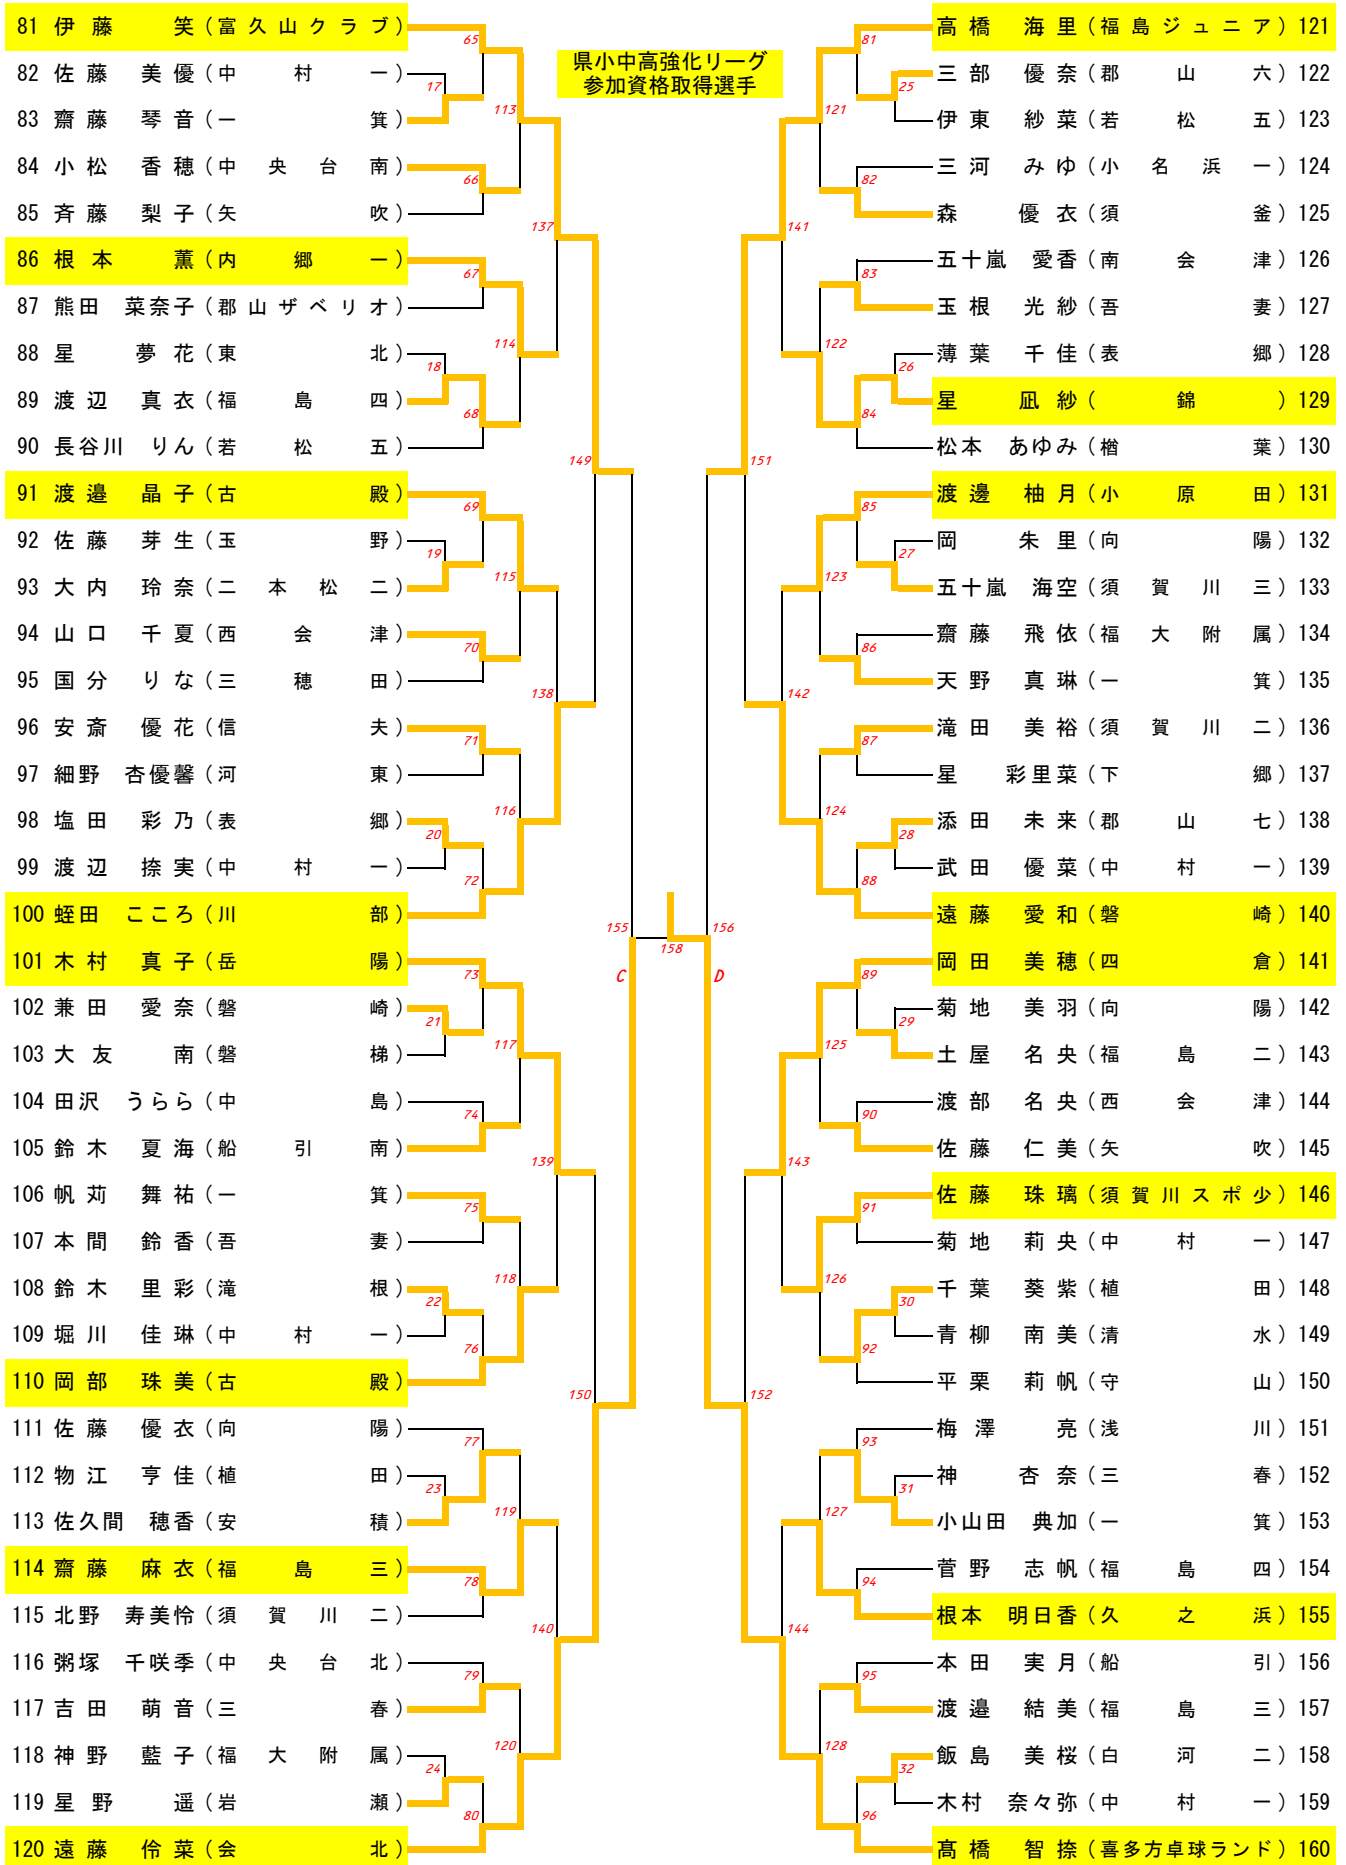 県小中高強化リーグ
参加資格取得選手
81 伊藤 笑（富久山クラブ）
82 佐藤 美優（中村一）
83 齋藤 琴音（一箕）
84 小松 香穂（中央台南）
85 斉藤 梨子（矢吹）
86 根本 薫（内郷一）
87 熊田 菜奈子（郡山ザベリオ）
88 星 夢花（東北）
89 渡辺 真衣（福島四）
90 長谷川 りん（若松五）
91 渡邉 晶子（古殿）
92 佐藤 芽生（玉野）
93 大内 玲奈（二本松二）
94 山口 千夏（西会津）
95 国分 りな（三穂田）
96 安斎 優花（信夫）
97 細野 杏優馨（河東）
98 塩田 彩乃（表郷）
99 渡辺 捺実（中村一）
100 蛭田 こころ（川部）
101 木村 真子（岳陽）
102 兼田 愛奈（磐崎）
103 大友 南（磐梯）
104 田沢 うらら（中島）
105 鈴木 夏海（船引南）
106 帆苅 舞祐（一箕）
107 本間 鈴香（吾妻）
108 鈴木 里彩（滝根）
109 堀川 佳琳（中村一）
110 岡部 珠美（古殿）
111 佐藤 優衣（向陽）
112 物江 亨佳（植田）
113 佐久間 穂香（安積）
114 齋藤 麻衣（福島三）
115 北野 寿美怜（須賀川二）
116 粥塚 千咲季（中央台北）
117 吉田 萌音（三春）
118 神野 藍子（福大附属）
119 星野 遥（岩瀬）
120 遠藤 伶菜（会北）
65
17
113
66
137
67
114
18
68
149
69
19
115
70
138
71
116
20
72
155
C
73
21
117
74
139
75
118
22
76
150
77
23
119
78
140
79
120
24
80
158
高橋 海里（福島ジュニア）121
三部 優奈（郡山六）122
伊東 紗菜（若松五）123
三河 みゆ（小名浜一）124
森 優衣（須釜）125
五十嵐 愛香（南会津）126
玉根 光紗（吾妻）127
薄葉 千佳（表郷）128
星 凪紗（錦）129
松本 あゆみ（楢葉）130
渡邊 柚月（小原田）131
岡 朱里（向陽）132
五十嵐 海空（須賀川三）133
齋藤 飛依（福大附属）134
天野 真琳（一箕）135
滝田 美裕（須賀川二）136
星 彩里菜（下郷）137
添田 未来（郡山七）138
武田 優菜（中村一）139
遠藤 愛和（磐崎）140
岡田 美穂（四倉）141
菊地 美羽（向陽）142
土屋 名央（福島二）143
渡部 名央（西会津）144
佐藤 仁美（矢吹）145
佐藤 珠璃（須賀川スポ少）146
菊地 莉央（中村一）147
千葉 葵紫（植田）148
青柳 南美（清水）149
平栗 莉帆（守山）150
梅澤 亮（浅川）151
神 杏奈（三春）152
小山田 典加（一箕）153
菅野 志帆（福島四）154
根本 明日香（久之浜）155
本田 実月（船引）156
渡邉 結美（福島三）157
飯島 美桜（白河二）158
木村 奈々弥（中村一）159
髙橋 智捺（喜多方卓球ランド）160
81
25
121
82
141
83
122
26
84
151
85
27
123
86
142
87
124
28
88
156
D
89
29
125
90
143
91
126
30
92
152
93
31
127
94
144
95
128
32
96